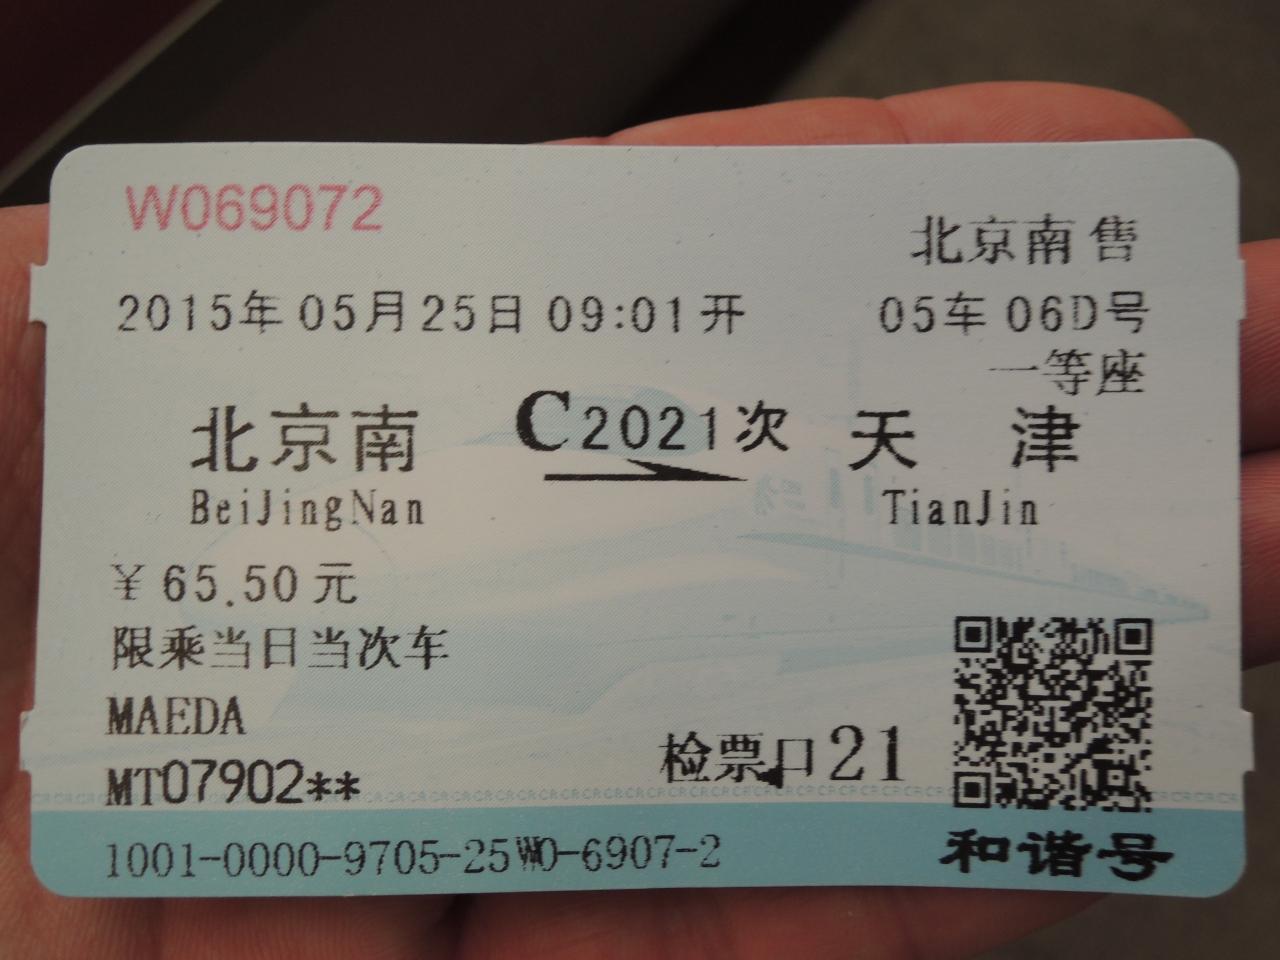 W069072
北京南售
2015年05月25日 09:01开 05车 06D号
一等座
北京南 C2021次 天津
BeiJingNan TianJin
¥65.50元
限乘当日当次车
MAEDA
检票口21
MT07902**
1001-0000-9705-25W0-6907-2
和谐号